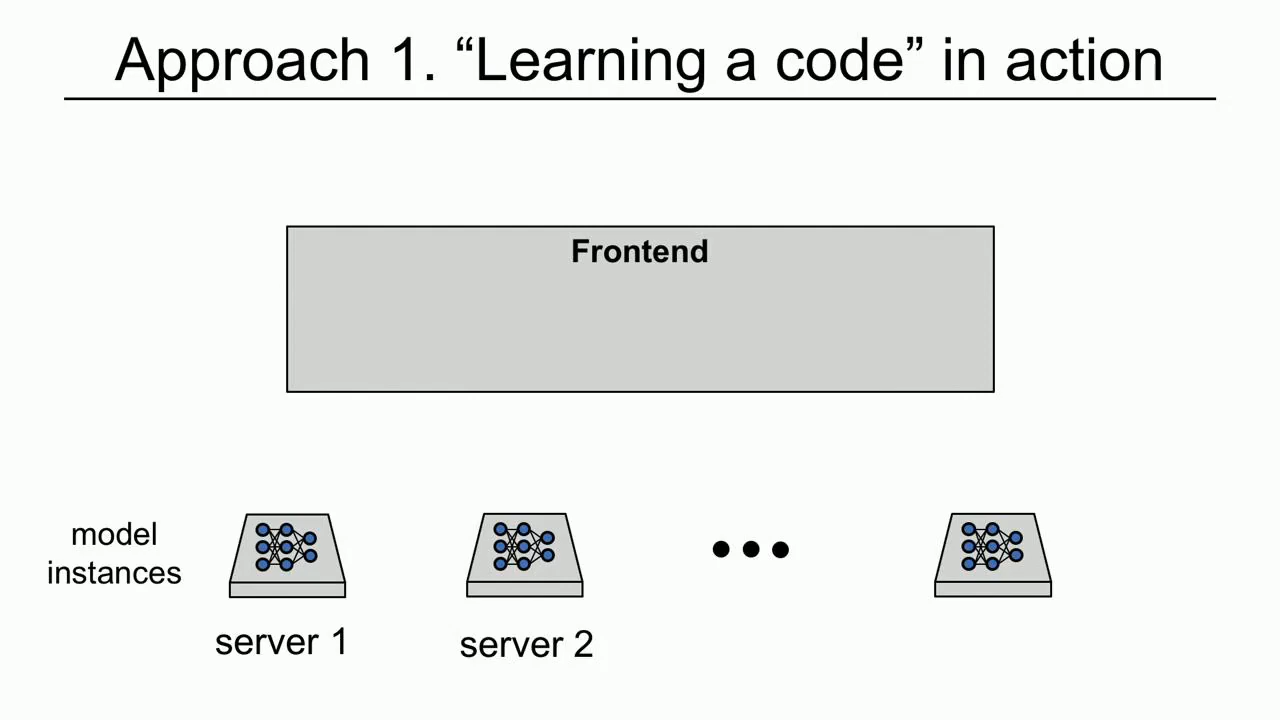 Approach 1. “Learning a code” in action
Frontend
model
instances
server 1
server 2